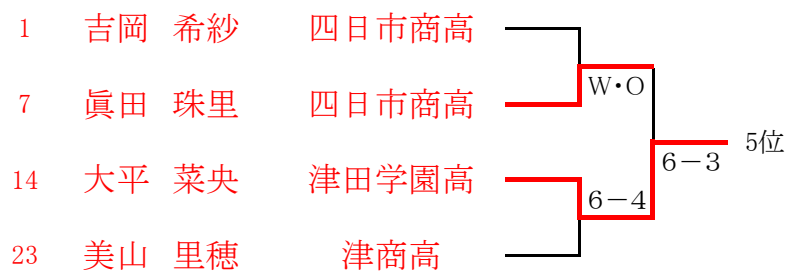 1 吉岡 希紗 四日市商高
W・O
7 眞田 珠里 四日市商高
5位
6-3
14 大平 菜央 津田学園高
6-4
23 美山 里穂 津商高